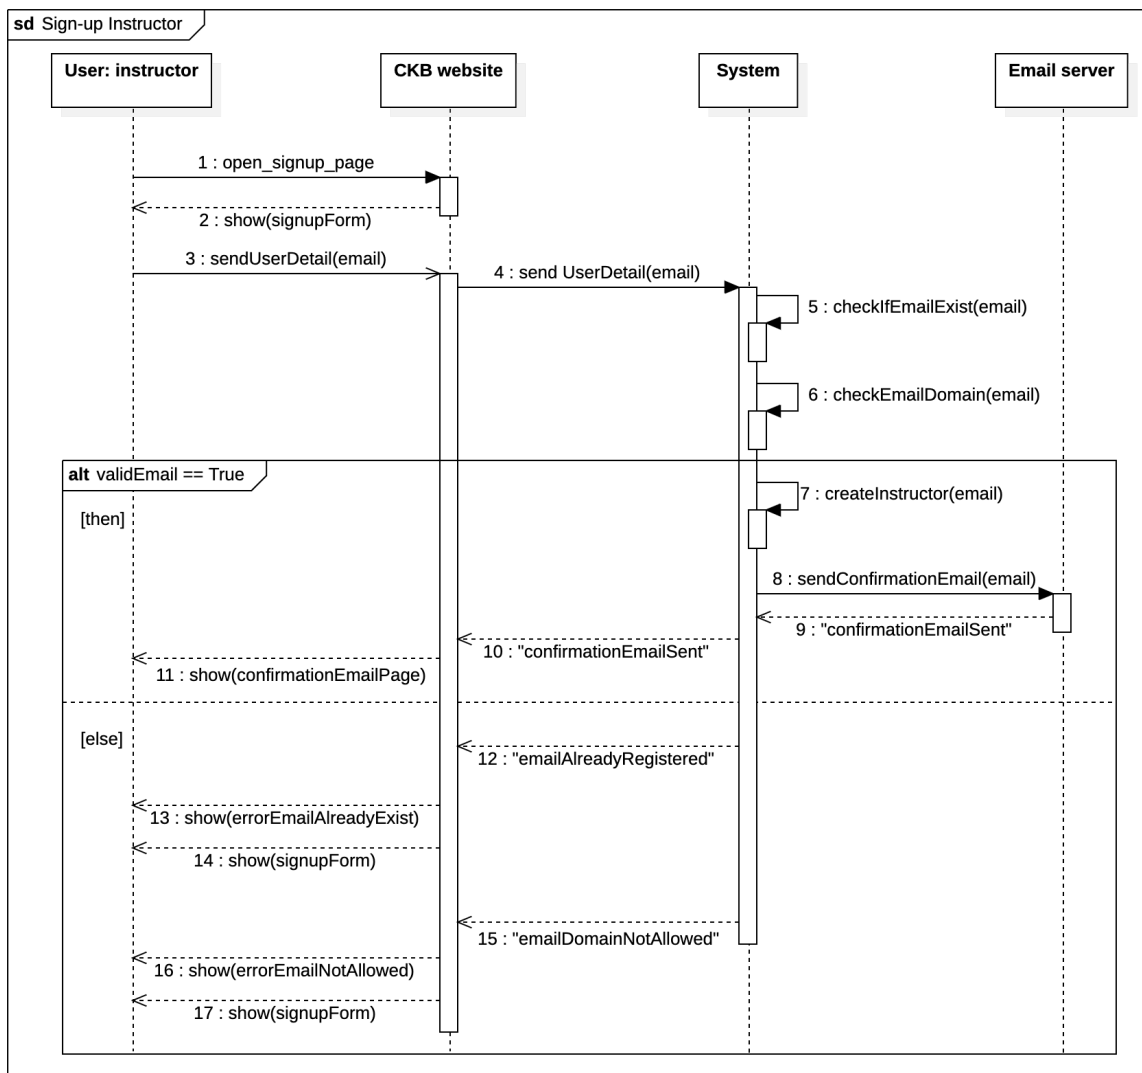 sd Sign-up Instructor
User: instructor
CKB website
System
Email server
1 : open_signup_page
2 : show(signupForm)
3 : sendUserDetail(email)
4 : send UserDetail(email)
5 : checkIfEmailExist(email)
6 : checkEmailDomain(email)
alt validEmail == True
7 : createInstructor(email)
[then]
8 : sendConfirmationEmail(email)
9 : "confirmationEmailSent"
10 : "confirmationEmailSent"
11 : show(confirmationEmailPage)
[else]
12 : "emailAlreadyRegistered"
13 : show(errorEmailAlreadyExist)
14 : show(signupForm)
15 : "emailDomainNotAllowed"
16 : show(errorEmailNotAllowed)
17 : show(signupForm)